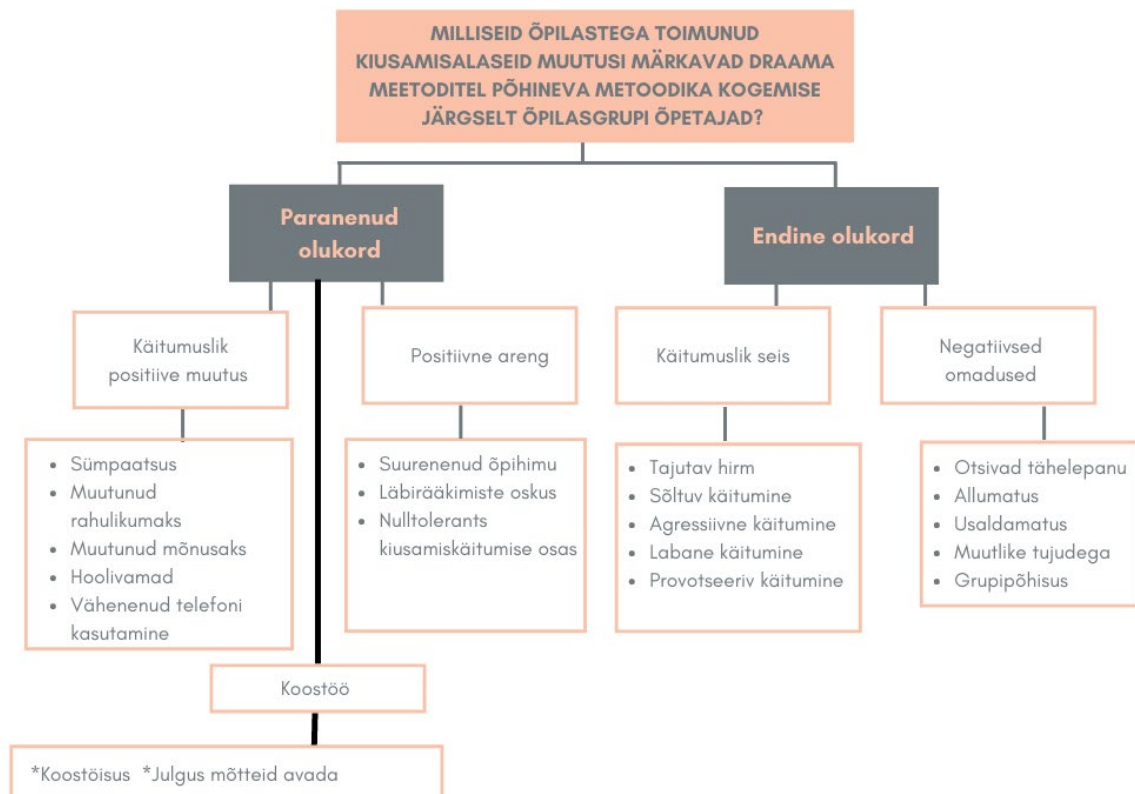 MILLISEID ÕPILASTEGA TOIMUNUD
KIUSAMISALASEID MUUTUSI MÄRKAVAD DRAAMA
MEETODITEL PÕHINEVA METOODIKA KOGEMISE
JÄRGSELT ÕPILASGRUPI ÕPETAJAD?
Paranenud
olukord
Endine olukord
Käitumuslik
positiive muutus
Positiivne areng
Käitumuslik seis
Negatiivsed
omadused
• Sümpaatsus
• Muutunud
rahulikumaks
• Muutunud mõnusaks
• Hoolivamad
• Vähenenud telefoni
kasutamine
• Suurenenud õpihimu
• Läbirääkimiste oskus
• Nulltolerants
kiusamiskäitumise osas
• Tajutav hirm
• Sõltuv käitumine
• Agressiivne käitumine
• Labane käitumine
• Provotseeriv käitumine
• Otsivad tähelepanu
• Allumatus
• Usaldamatus
• Muutlike tujudega
• Grupipõhisus
Koostöö
*Koostöisus *Julgus mõtteid avada